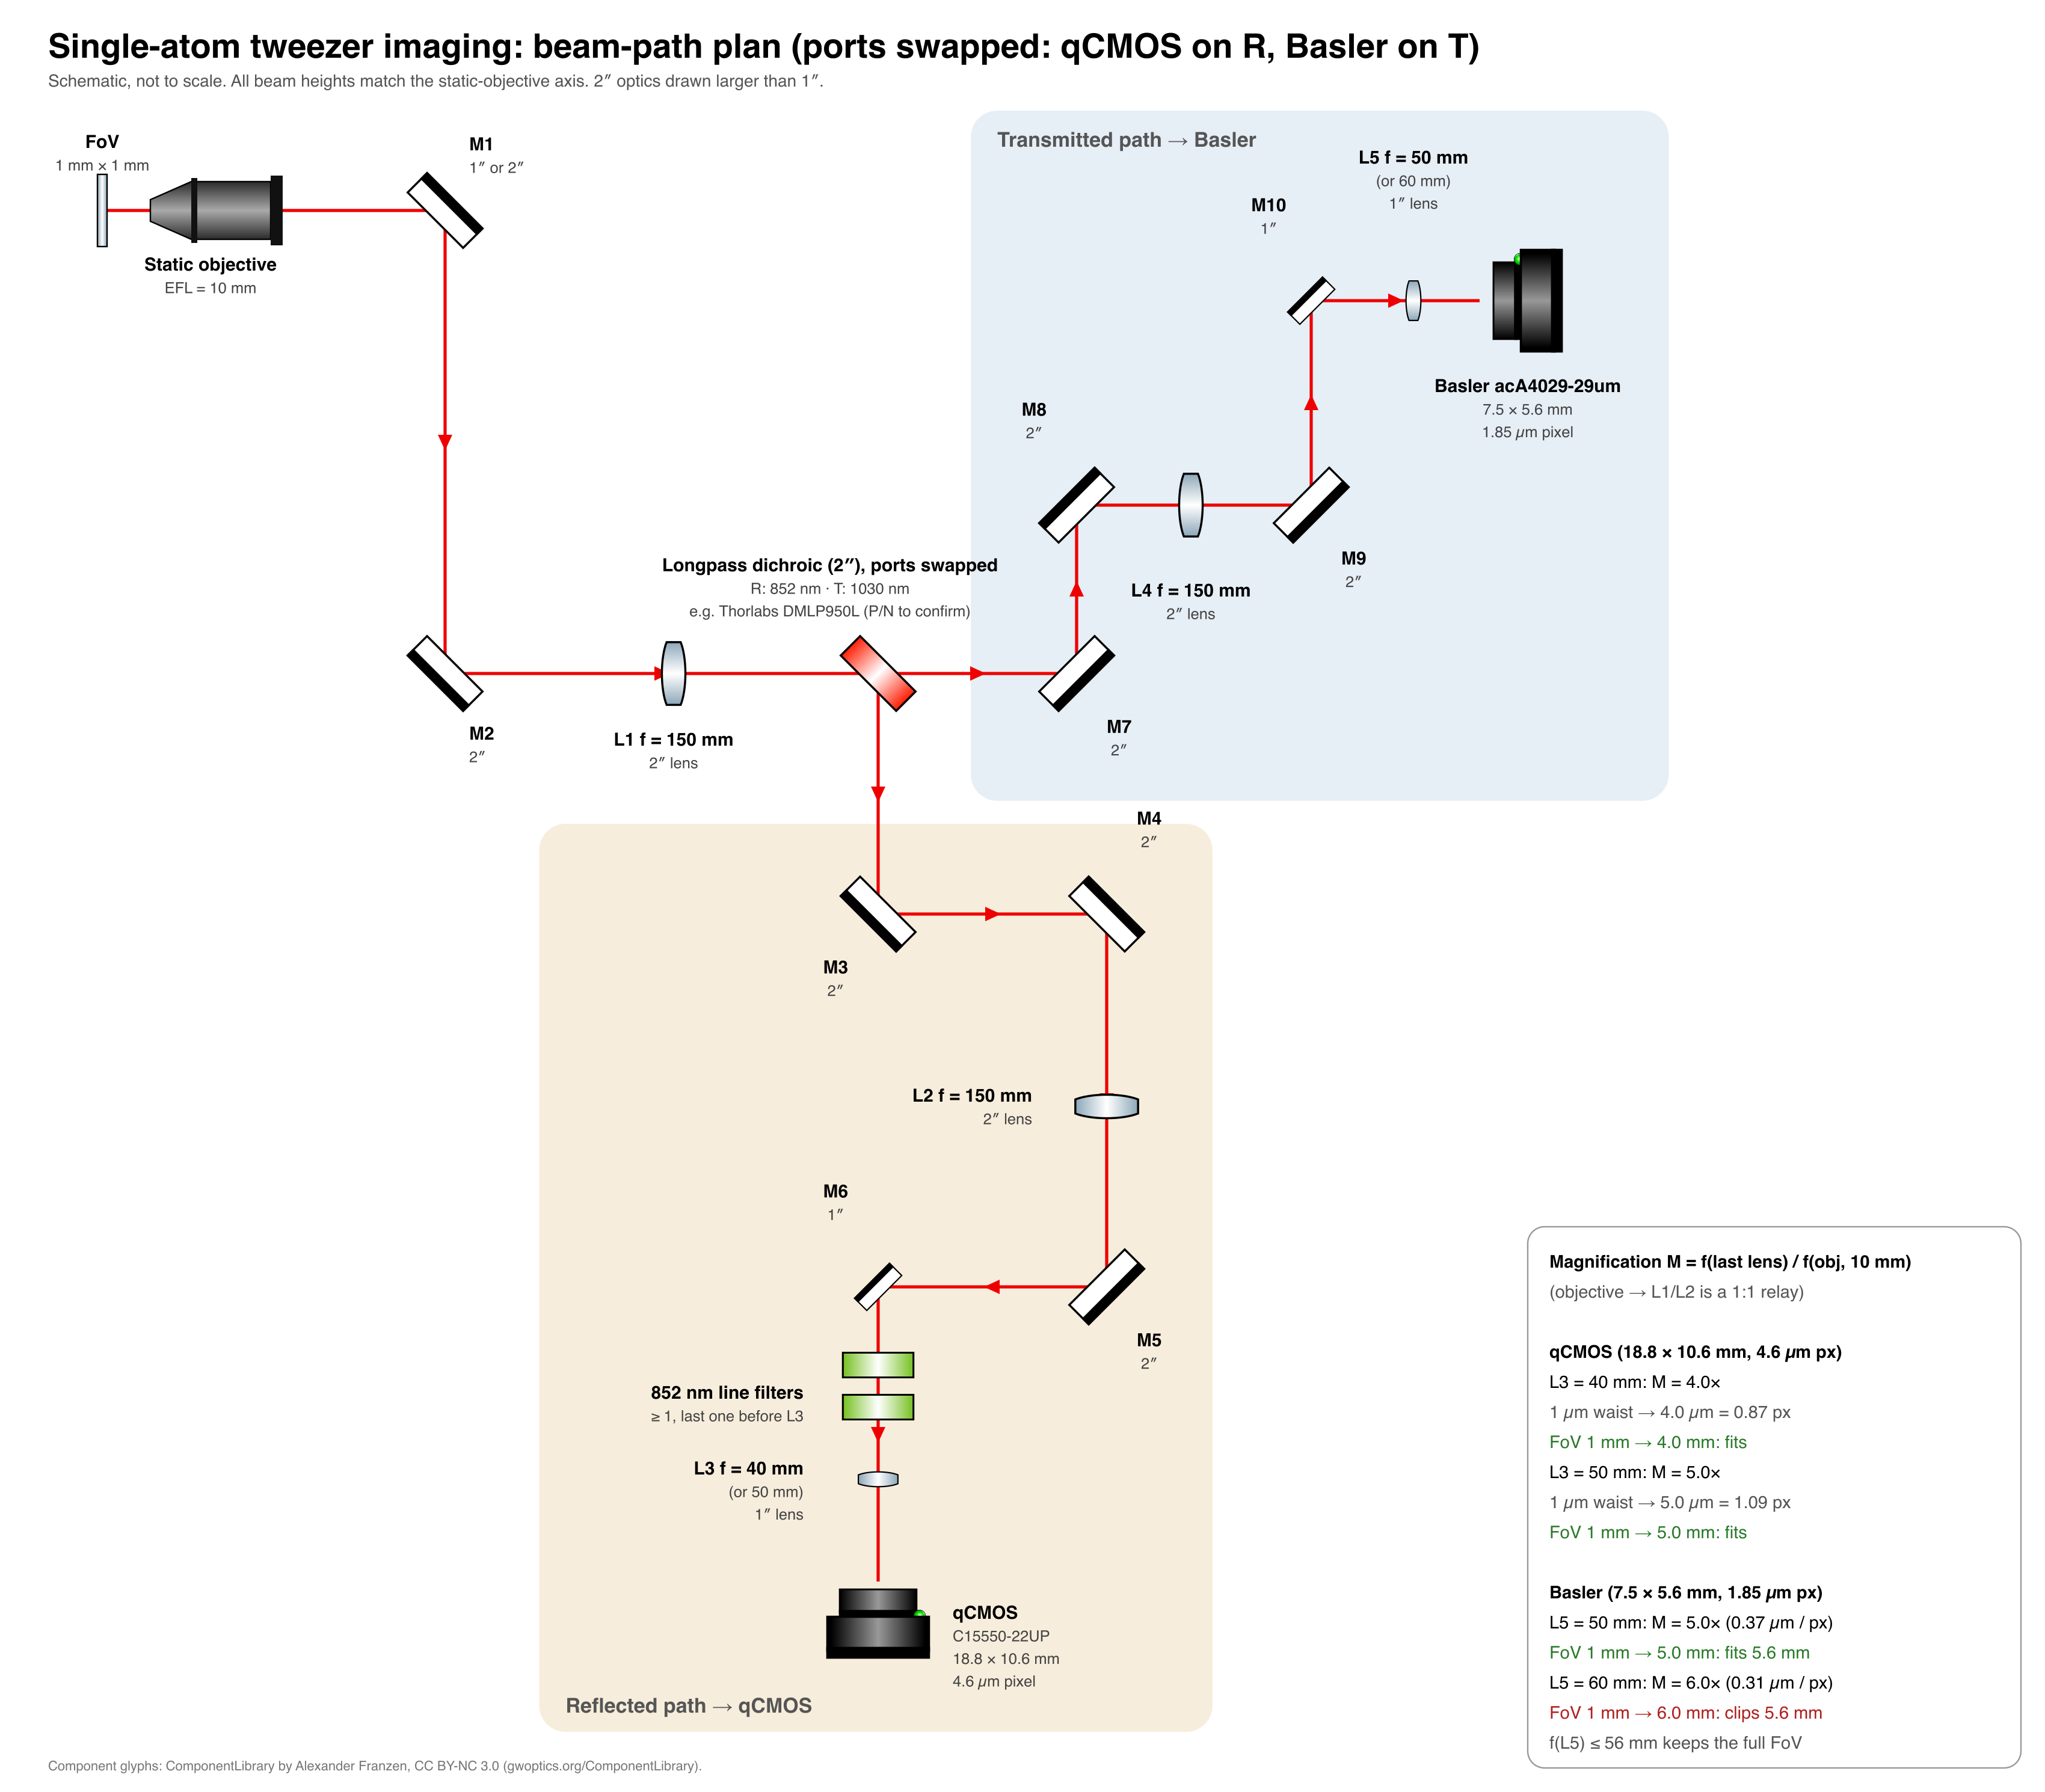 Single-atom tweezer imaging: beam-path plan (ports swapped: qCMOS on R, Basler on T)
Schematic, not to scale. All beam heights match the static-objective axis. 2″ optics drawn larger than 1″.
FoV
1 mm × 1 mm
Static objective
EFL = 10 mm
M1
1″ or 2″
Transmitted path → Basler
L5 f = 50 mm
(or 60 mm)
1″ lens
M10
1″
Basler acA4029-29um
7.5 × 5.6 mm
1.85 µm pixel
M8
2″
M9
2″
L4 f = 150 mm
2″ lens
Longpass dichroic (2″), ports swapped
R: 852 nm · T: 1030 nm
e.g. Thorlabs DMLP950L (P/N to confirm)
M2
2″
L1 f = 150 mm
2″ lens
M7
2″
M4
2″
M3
2″
L2 f = 150 mm
2″ lens
M6
1″
M5
2″
852 nm line filters
≥ 1, last one before L3
L3 f = 40 mm
(or 50 mm)
1″ lens
qCMOS
C15550-22UP
18.8 × 10.6 mm
4.6 µm pixel
Reflected path → qCMOS
Magnification M = f(last lens) / f(obj, 10 mm)
(objective → L1/L2 is a 1:1 relay)
qCMOS (18.8 × 10.6 mm, 4.6 µm px)
L3 = 40 mm: M = 4.0×
1 µm waist → 4.0 µm = 0.87 px
FoV 1 mm → 4.0 mm: fits
L3 = 50 mm: M = 5.0×
1 µm waist → 5.0 µm = 1.09 px
FoV 1 mm → 5.0 mm: fits
Basler (7.5 × 5.6 mm, 1.85 µm px)
L5 = 50 mm: M = 5.0× (0.37 µm / px)
FoV 1 mm → 5.0 mm: fits 5.6 mm
L5 = 60 mm: M = 6.0× (0.31 µm / px)
FoV 1 mm → 6.0 mm: clips 5.6 mm
f(L5) ≤ 56 mm keeps the full FoV
Component glyphs: ComponentLibrary by Alexander Franzen, CC BY-NC 3.0 (gwoptics.org/ComponentLibrary).